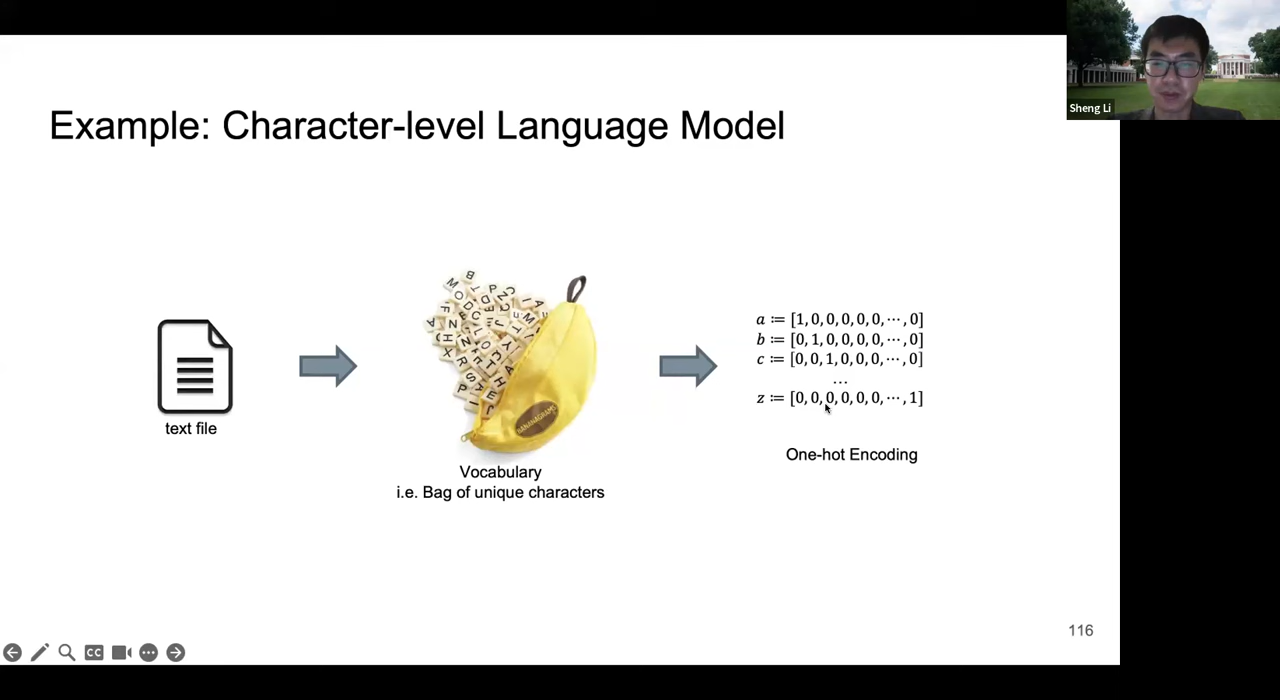 Sheng Li
Example: Character-level Language Model
text file
BANANAGRAMS
Vocabulary
i.e. Bag of unique characters
a ≔ [1, 0, 0, 0, 0, 0, ⋯ , 0]
b ≔ [0, 1, 0, 0, 0, 0, ⋯ , 0]
c ≔ [0, 0, 1, 0, 0, 0, ⋯ , 0]
...
z ≔ [0, 0, 0, 0, 0, 0, ⋯ , 1]
One-hot Encoding
116
CC